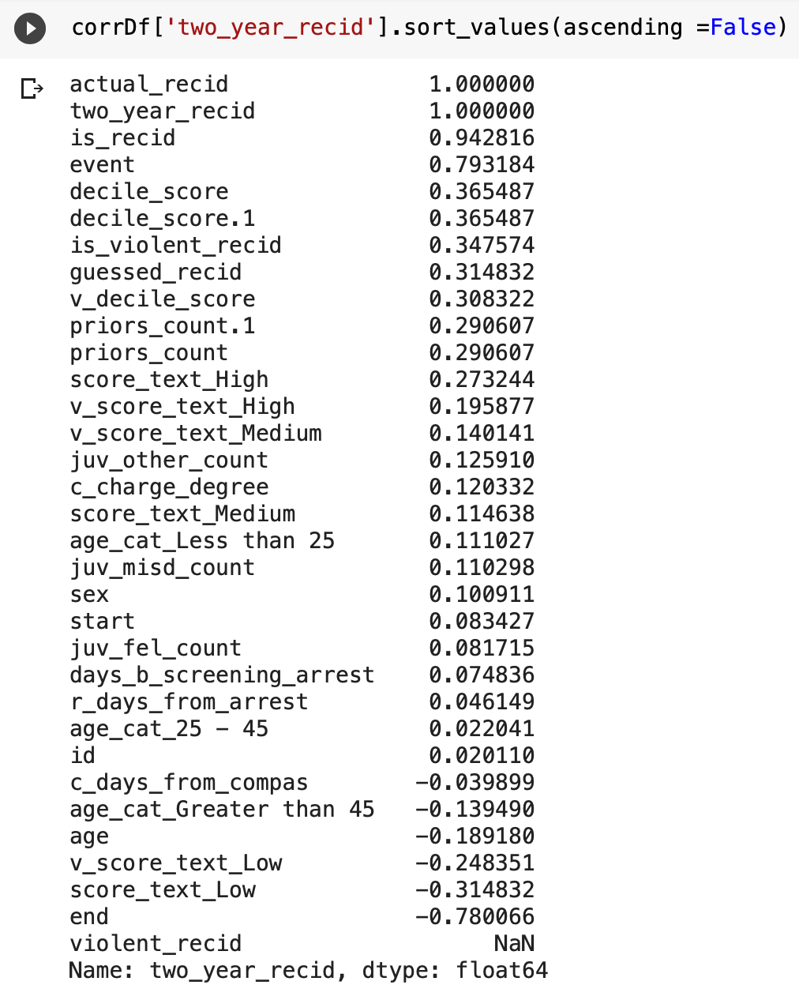 corrDf['two_year_recid'].sort_values(ascending =False)
actual_recid 1.000000
two_year_recid 1.000000
is_recid 0.942816
event 0.793184
decile_score 0.365487
decile_score.1 0.365487
is_violent_recid 0.347574
guessed_recid 0.314832
v_decile_score 0.308322
priors_count.1 0.290607
priors_count 0.290607
score_text_High 0.273244
v_score_text_High 0.195877
v_score_text_Medium 0.140141
juv_other_count 0.125910
c_charge_degree 0.120332
score_text_Medium 0.114638
age_cat_Less than 25 0.111027
juv_misd_count 0.110298
sex 0.100911
start 0.083427
juv_fel_count 0.081715
days_b_screening_arrest 0.074836
r_days_from_arrest 0.046149
age_cat_25 - 45 0.022041
id 0.020110
c_days_from_compas -0.039899
age_cat_Greater than 45 -0.139490
age -0.189180
v_score_text_Low -0.248351
score_text_Low -0.314832
end -0.780066
violent_recid NaN
Name: two_year_recid, dtype: float64